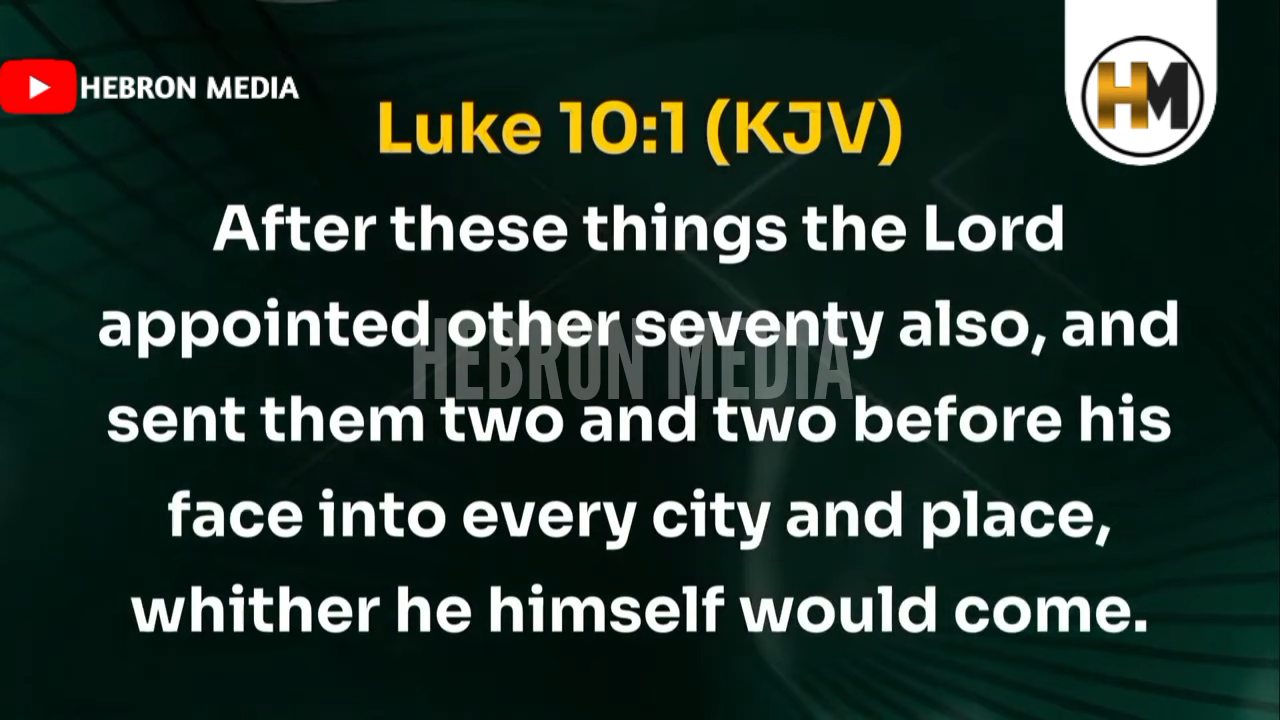 HEBRON MEDIA
HM
Luke 10:1 (KJV)
After these things the Lord
appointed other seventy also, and
HEBRON MEDIA
sent them two and two before his
face into every city and place,
whither he himself would come.